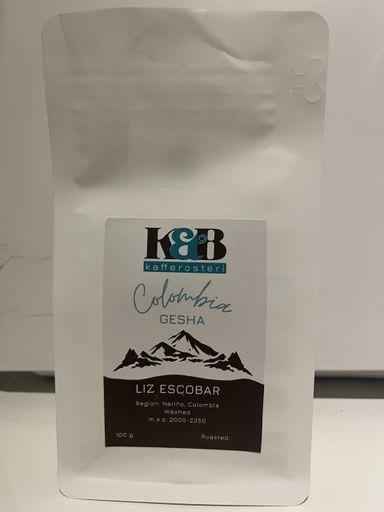 K&B
kafferosteri
Colombia
GESHA
LIZ ESCOBAR
Region: Nariño, Colombia
Washed
m.a.s: 2000-2350
100 g Roasted: